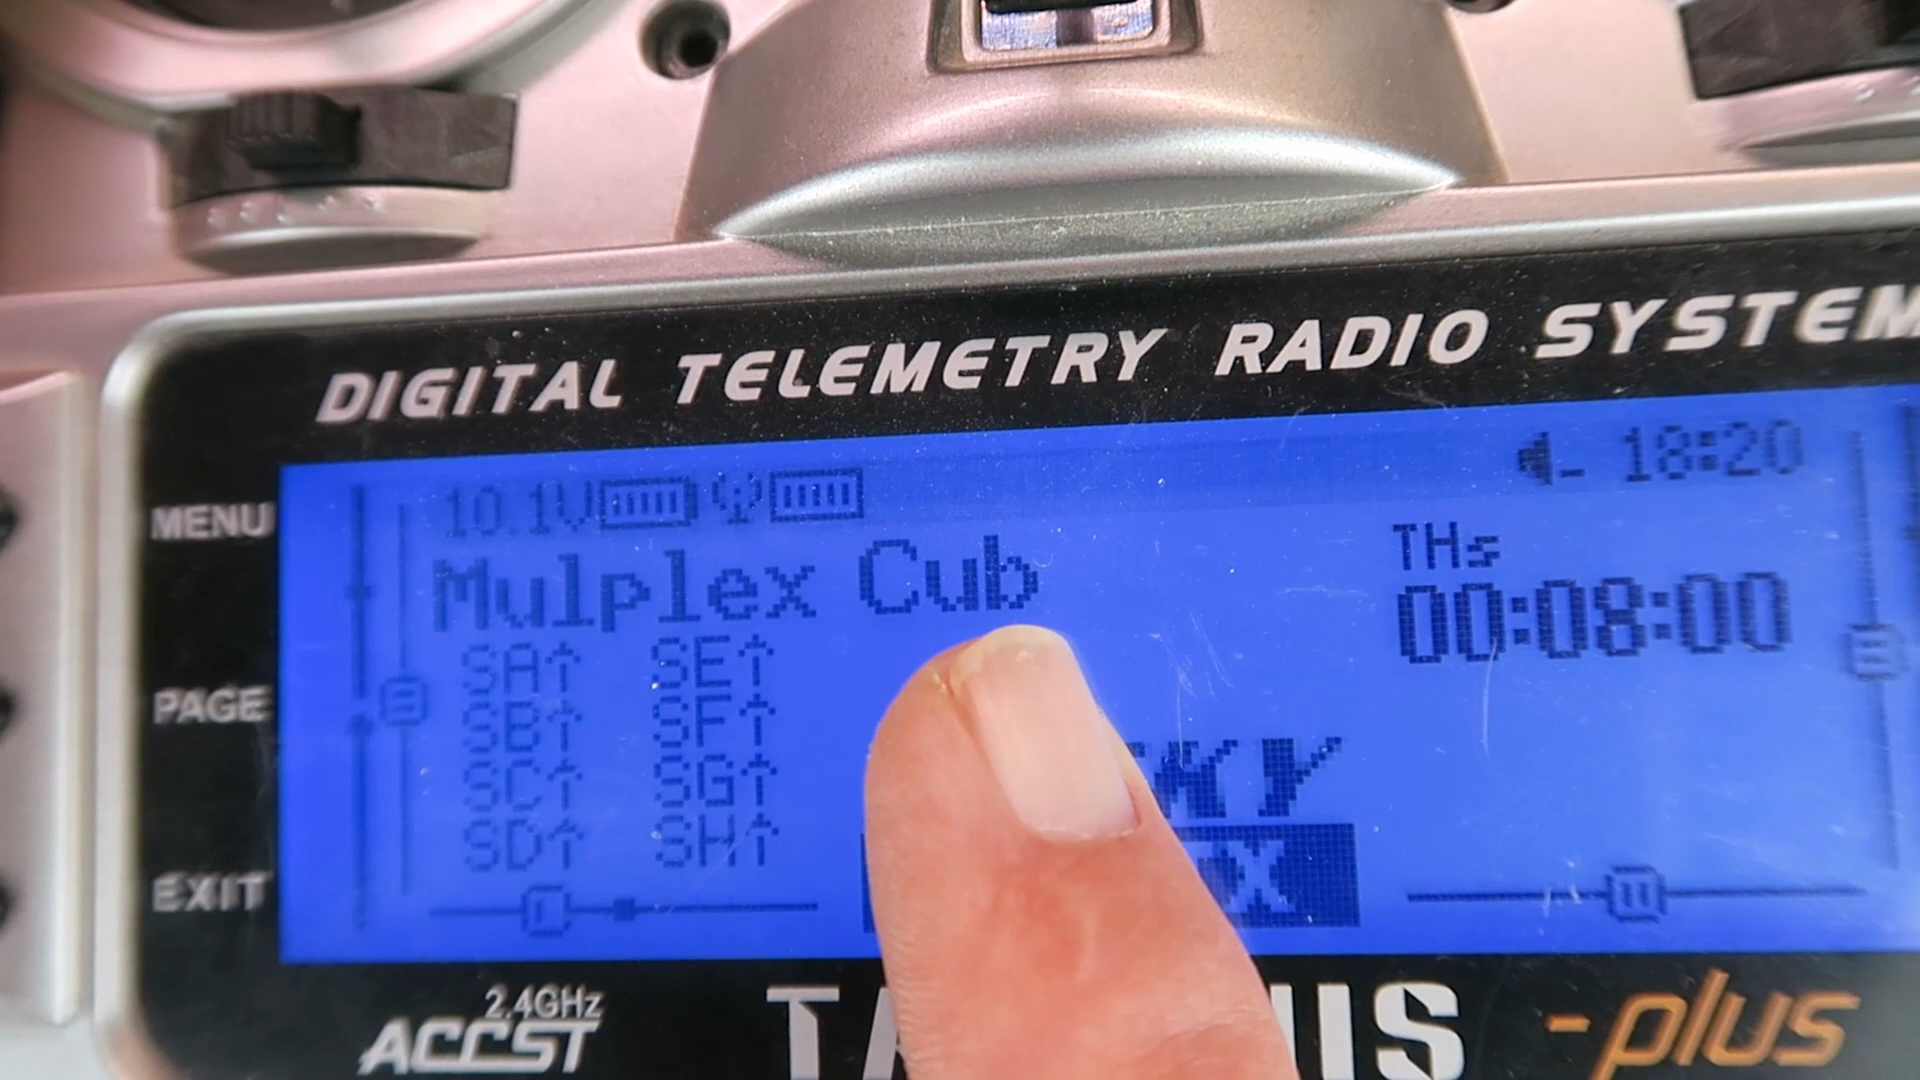 DIGITAL TELEMETRY RADIO SYSTEM
10.1V 18:20
Mulplex Cub THs
00:08:00
MENU
SA↑ SE↑
SB↑ SF↑
PAGE
SC↑ SG↑
SD↑ SH↑
EXIT
2.4GHz
ACCST
-plus